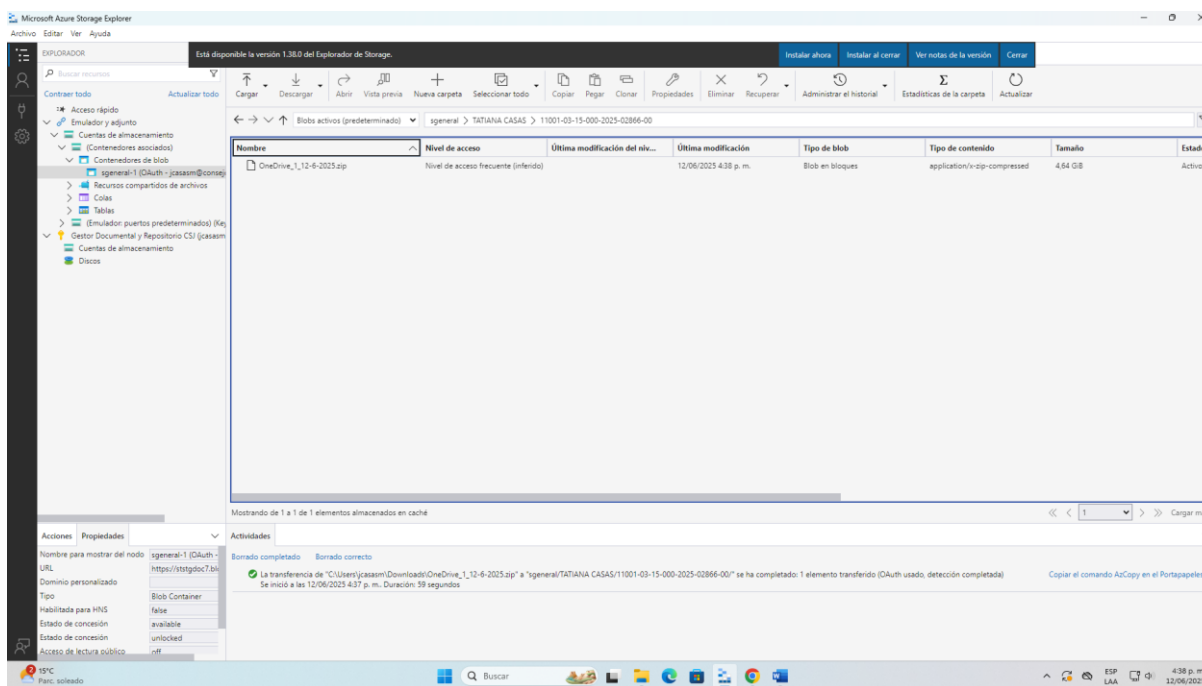 Microsoft Azure Storage Explorer
Archivo Editar Ver Ayuda
EXPLORADOR
Está disponible la versión 1.38.0 del Explorador de Storage.
Instalar ahora Instalar al cerrar Ver notas de la versión Cerrar
Buscar recursos
Contraer todo Actualizar todo
Cargar Descargar Abrir Vista previa Nueva carpeta Seleccionar todo Copiar Pegar Clonar Propiedades Eliminar Recuperar Administrar el historial Estadísticas de la carpeta Actualizar
Acceso rápido
Emulador y adjunto
Cuentas de almacenamiento
(Contenedores asociados)
Contenedores de blob
sgeneral-1 (OAuth - jcasasm@consej
Recursos compartidos de archivos
Colas
Tablas
(Emulador: puertos predeterminados) (Key
Gestor Documental y Repositorio CSJ (jcasasm
Cuentas de almacenamiento
Discos
Blobs activos (predeterminado) sgeneral > TATIANA CASAS > 11001-03-15-000-2025-02866-00
Nombre Nivel de acceso Última modificación del niv... Última modificación Tipo de blob Tipo de contenido Tamaño Estad
OneDrive_1_12-6-2025.zip Nivel de acceso frecuente (inferido) 12/06/2025 4:38 p. m. Blob en bloques application/x-zip-compressed 4,64 GiB Activo
Mostrando de 1 a 1 de 1 elementos almacenados en caché
1 Cargar m
Acciones Propiedades
Nombre para mostrar del nodo sgeneral-1 (OAuth -
URL https://ststgdoc7.bl
Dominio personalizado
Tipo Blob Container
Habilitada para HNS false
Estado de concesión available
Estado de concesión unlocked
Acceso de lectura público off
Actividades
Borrado completado Borrado correcto
La transferencia de "C:\Users\jcasasm\Downloads\OneDrive_1_12-6-2025.zip" a "sgeneral/TATIANA CASAS/11001-03-15-000-2025-02866-00/" se ha completado: 1 elemento transferido (OAuth usado, detección completada)
Se inició a las 12/06/2025 4:37 p. m.. Duración: 59 segundos
Copiar el comando AzCopy en el Portapapeles
2
15°C
Parc. soleado
Buscar
ESP
LAA
4:38 p. m
12/06/202